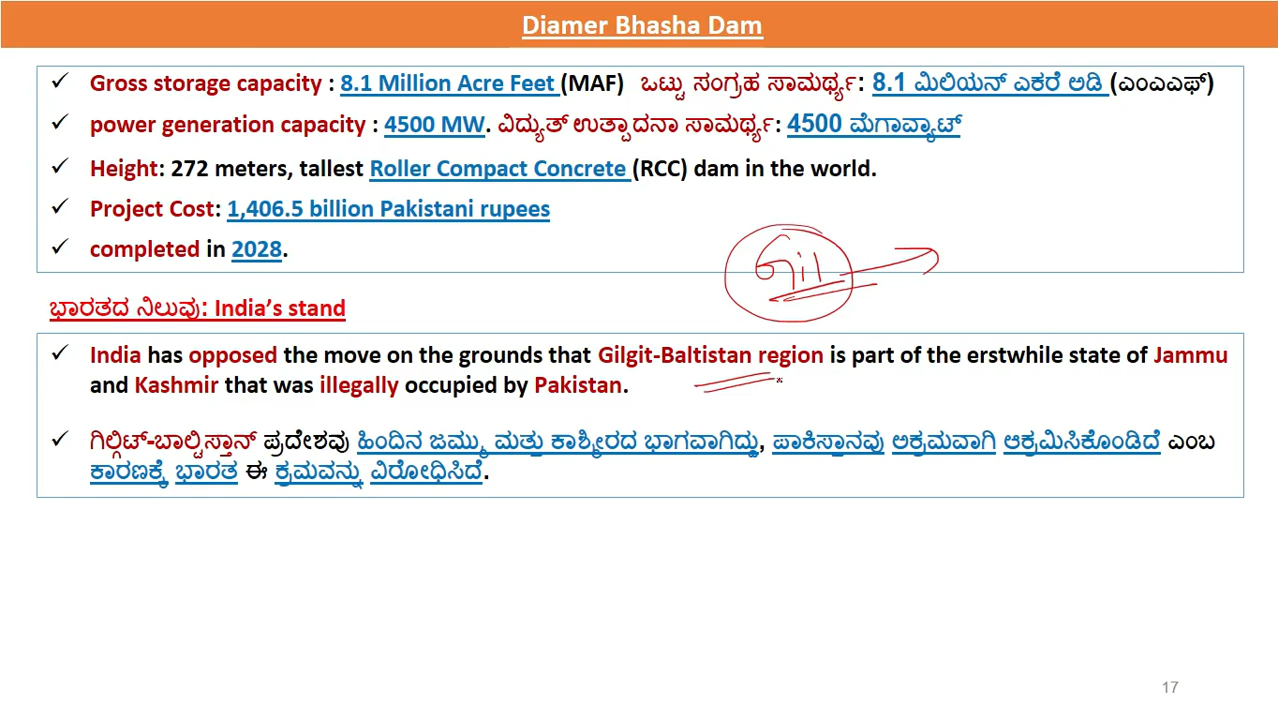 Diamer Bhasha Dam
✓ Gross storage capacity : 8.1 Million Acre Feet (MAF) ಒಟ್ಟು ಸಂಗ್ರಹ ಸಾಮರ್ಥ್ಯ: 8.1 ಮಿಲಿಯನ್ ಎಕರೆ ಅಡಿ (ಎಂಎಎಫ್)
✓ power generation capacity : 4500 MW. ವಿದ್ಯುತ್ ಉತ್ಪಾದನಾ ಸಾಮರ್ಥ್ಯ: 4500 ಮೆಗಾವ್ಯಾಟ್
✓ Height: 272 meters, tallest Roller Compact Concrete (RCC) dam in the world.
✓ Project Cost: 1,406.5 billion Pakistani rupees
✓ completed in 2028.
Gil
ಭಾರತದ ನಿಲುವು: India's stand
✓ India has opposed the move on the grounds that Gilgit-Baltistan region is part of the erstwhile state of Jammu
and Kashmir that was illegally occupied by Pakistan.
✓ ಗಿಲ್ಗಿಟ್-ಬಾಲ್ಟಿಸ್ತಾನ್ ಪ್ರದೇಶವು ಹಿಂದಿನ ಜಮ್ಮು ಮತ್ತು ಕಾಶ್ಮೀರದ ಭಾಗವಾಗಿದ್ದು, ಪಾಕಿಸ್ತಾನವು ಅಕ್ರಮವಾಗಿ ಆಕ್ರಮಿಸಿಕೊಂಡಿದೆ ಎಂಬ
ಕಾರಣಕ್ಕೆ ಭಾರತ ಈ ಕ್ರಮವನ್ನು ವಿರೋಧಿಸಿದೆ.
17